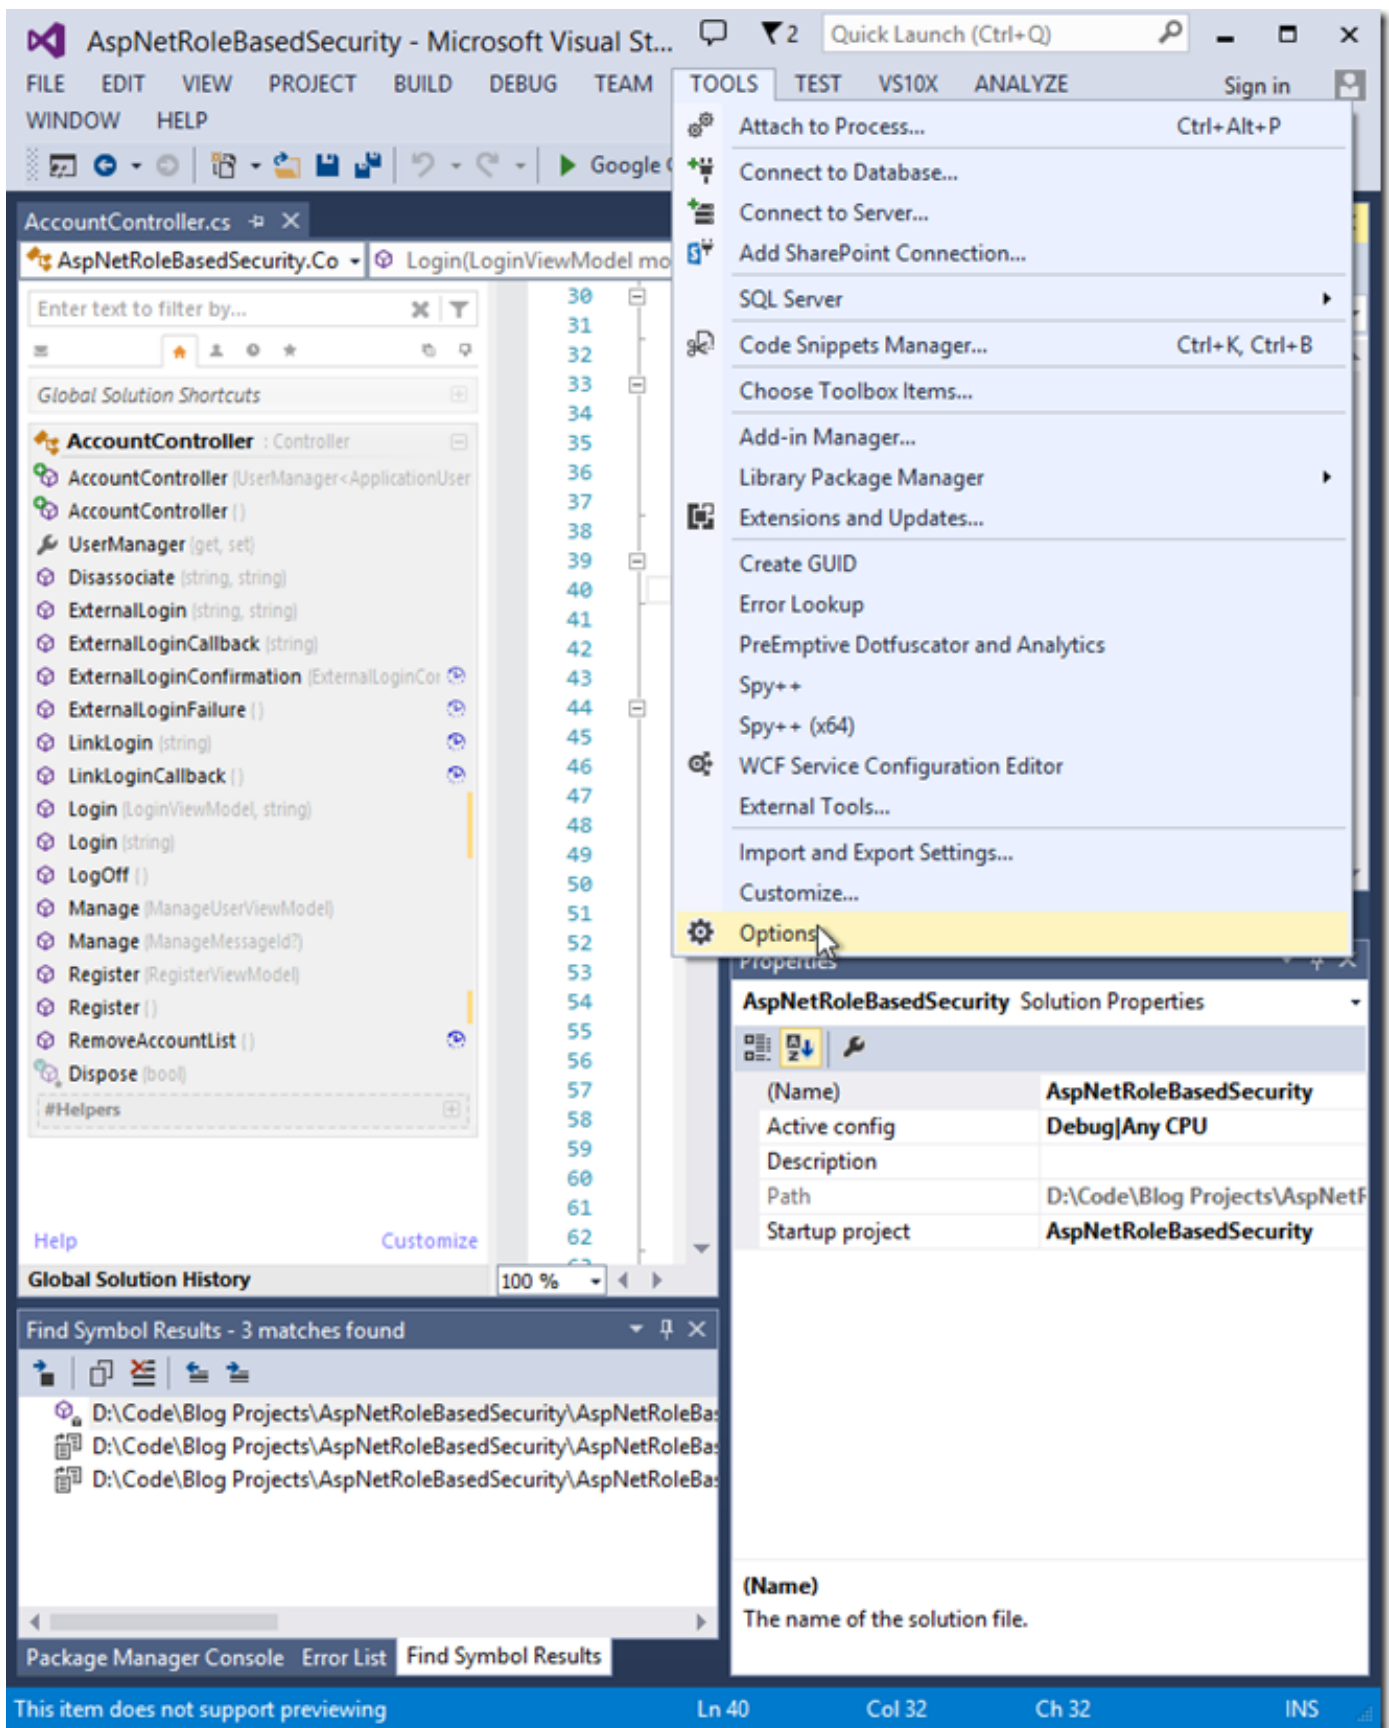 AspNetRoleBasedSecurity - Microsoft Visual St...
2
Quick Launch (Ctrl+Q)
FILE EDIT VIEW PROJECT BUILD DEBUG TEAM TOOLS TEST VS10X ANALYZE Sign in
WINDOW HELP
Google
Attach to Process... Ctrl+Alt+P
Connect to Database...
Connect to Server...
Add SharePoint Connection...
SQL Server
Code Snippets Manager... Ctrl+K, Ctrl+B
Choose Toolbox Items...
Add-in Manager...
Library Package Manager
Extensions and Updates...
Create GUID
Error Lookup
PreEmptive Dotfuscator and Analytics
Spy++
Spy++ (x64)
WCF Service Configuration Editor
External Tools...
Import and Export Settings...
Customize...
Options
AccountController.cs
AspNetRoleBasedSecurity.Co Login(LoginViewModel mo
Enter text to filter by...
Global Solution Shortcuts
AccountController : Controller
AccountController (UserManager<ApplicationUser
AccountController ()
UserManager (get, set)
Disassociate (string, string)
ExternalLogin (string, string)
ExternalLoginCallback (string)
ExternalLoginConfirmation (ExternalLoginCor
ExternalLoginFailure ()
LinkLogin (string)
LinkLoginCallback ()
Login (LoginViewModel, string)
Login (string)
LogOff ()
Manage (ManageUserViewModel)
Manage (ManageMessageId?)
Register (RegisterViewModel)
Register ()
RemoveAccountList ()
Dispose (bool)
#Helpers
Help Customize
Global Solution History
30
31
32
33
34
35
36
37
38
39
40
41
42
43
44
45
46
47
48
49
50
51
52
53
54
55
56
57
58
59
60
61
62
100 %
Properties
AspNetRoleBasedSecurity Solution Properties
(Name) AspNetRoleBasedSecurity
Active config Debug|Any CPU
Description
Path D:\Code\Blog Projects\AspNetR
Startup project AspNetRoleBasedSecurity
(Name)
The name of the solution file.
Find Symbol Results - 3 matches found
D:\Code\Blog Projects\AspNetRoleBasedSecurity\AspNetRoleBas
D:\Code\Blog Projects\AspNetRoleBasedSecurity\AspNetRoleBas
D:\Code\Blog Projects\AspNetRoleBasedSecurity\AspNetRoleBas
Package Manager Console Error List Find Symbol Results
This item does not support previewing Ln 40 Col 32 Ch 32 INS